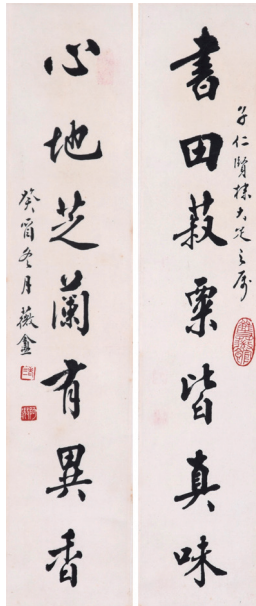 書田菽粟皆真味
子仁賢棣大人之屬
心地芝蘭有異香
癸酉冬月
薇盦